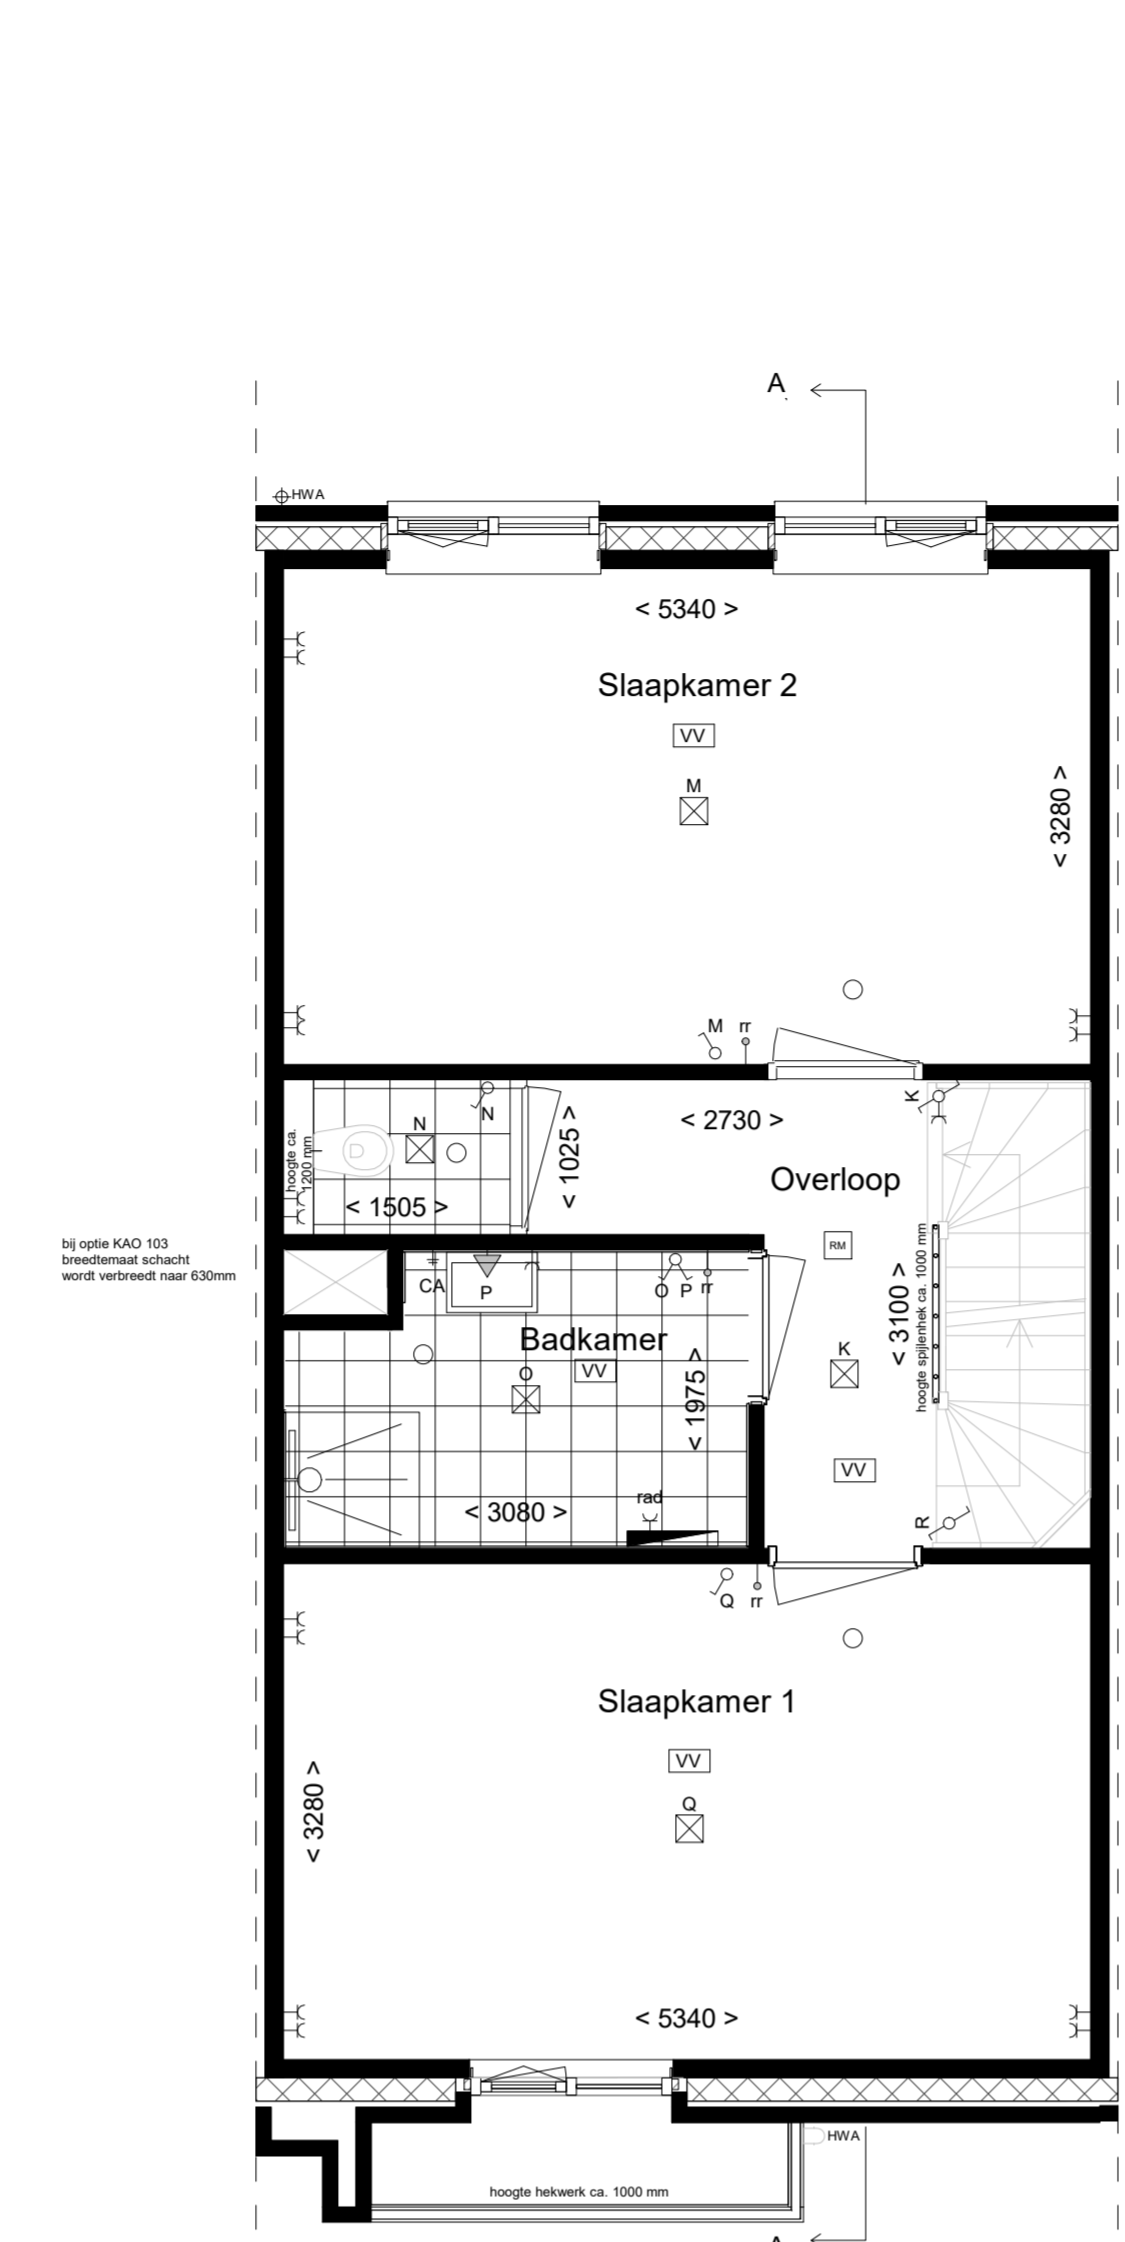 A
HWA
< 5340 >
Slaapkamer 2
VV
M
< 3280 >
M rr
K
N
N
< 2730 >
< 1025 >
hoogte ca.
1200 mm
< 1505 >
Overloop
RM
bij optie KAO 103
breedtemaat schacht
wordt verbreedt naar 630mm
CA
P
O P rr
< 3100 >
hoogte spijlenhek ca. 1000 mm
Badkamer
VV
O
< 1975 >
K
VV
rad
< 3080 >
R
Q rr
Slaapkamer 1
VV
Q
< 3280 >
< 5340 >
HWA
hoogte hekwerk ca. 1000 mm